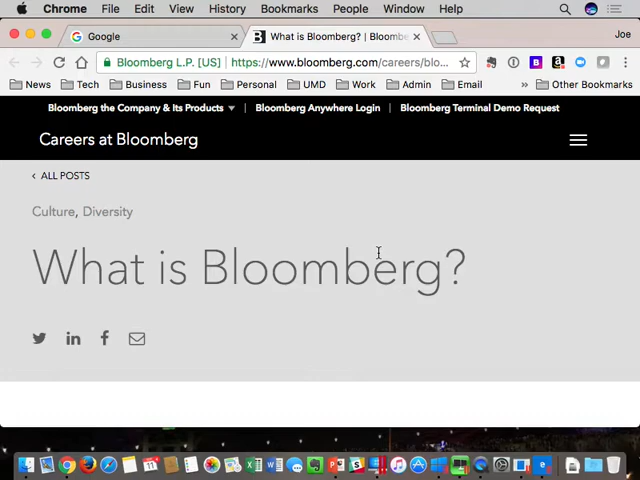 Chrome File Edit View History Bookmarks People Window Help
Google
What is Bloomberg? | Bloombe
Joe
Bloomberg L.P. [US] https://www.bloomberg.com/careers/blo...
News Tech Business Fun Personal UMD Work Admin Email » Other Bookmarks
Bloomberg the Company & Its Products | Bloomberg Anywhere Login | Bloomberg Terminal Demo Request
Careers at Bloomberg
‹ ALL POSTS
Culture, Diversity
What is Bloomberg?